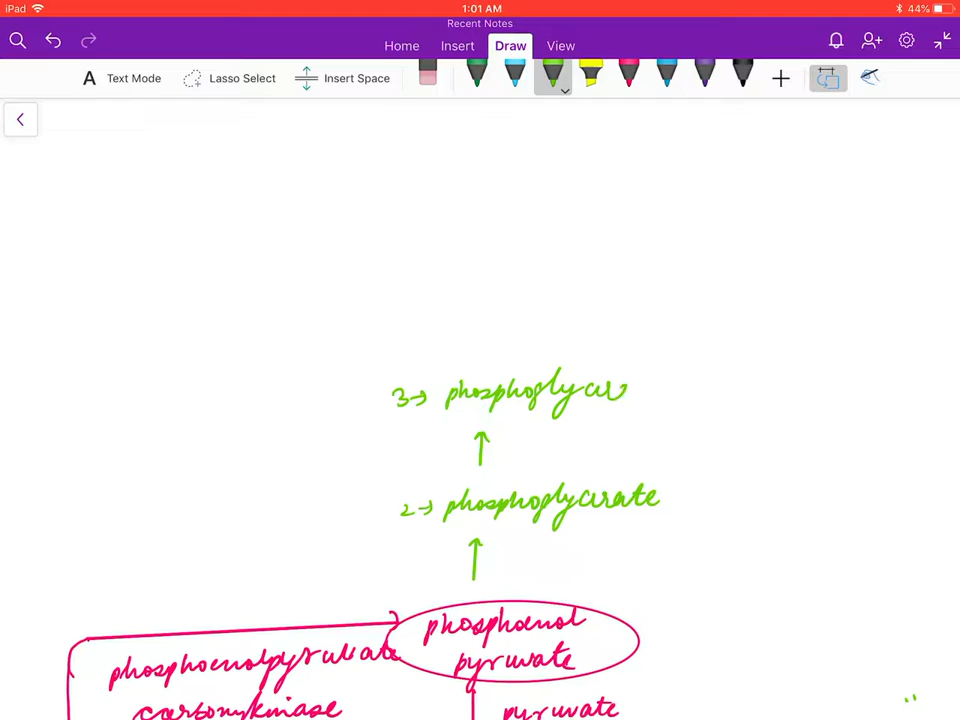 iPad 1:01 AM 44%
Recent Notes
Home Insert Draw View
A Text Mode Lasso Select Insert Space
3→ phosphoglycer
2→ phosphoglycerate
phosphoenol
pyruvate
phosphoenolpyruvate
carboxykinase
pyruvate